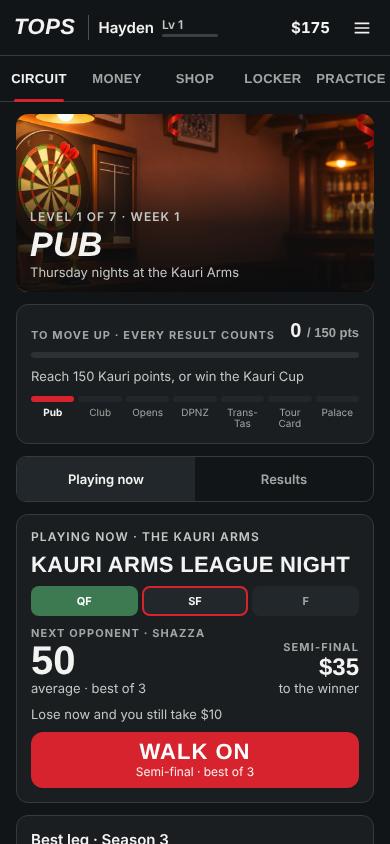 TOPS Hayden Lv 1 $175
CIRCUIT MONEY SHOP LOCKER PRACTICE
LEVEL 1 OF 7 · WEEK 1
PUB
Thursday nights at the Kauri Arms
TO MOVE UP · EVERY RESULT COUNTS 0 / 150 pts
Reach 150 Kauri points, or win the Kauri Cup
Pub Club Opens DPNZ Trans-Tas Tour Card Palace
Playing now Results
PLAYING NOW · THE KAURI ARMS
KAURI ARMS LEAGUE NIGHT
QF SF F
NEXT OPPONENT · SHAZZA
50
average · best of 3
SEMI-FINAL
$35
to the winner
Lose now and you still take $10
WALK ON
Semi-final · best of 3
Best leg · Season 3